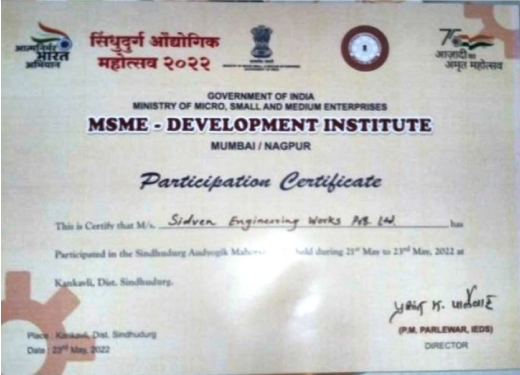 आत्मनिर्भर
भारत
अभियान
सिंधुदुर्ग औद्योगिक
महोत्सव २०२२
75
आज़ादी का
अमृत महोत्सव
GOVERNMENT OF INDIA
MINISTRY OF MICRO, SMALL AND MEDIUM ENTERPRISES
MSME - DEVELOPMENT INSTITUTE
MUMBAI / NAGPUR
Participation Certificate
This is Certify that M/s. Sidven Engineering Works Pvt. Ltd. has
Participated in the Sindhudurg Audyogik held during 21st May to 23rd May, 2022 at
Kankavli, Dist. Sindhudurg.
(P.M. PARLEWAR, IEDS)
DIRECTOR
Place : Kankavli, Dist. Sindhudurg
Date : 23rd May, 2022